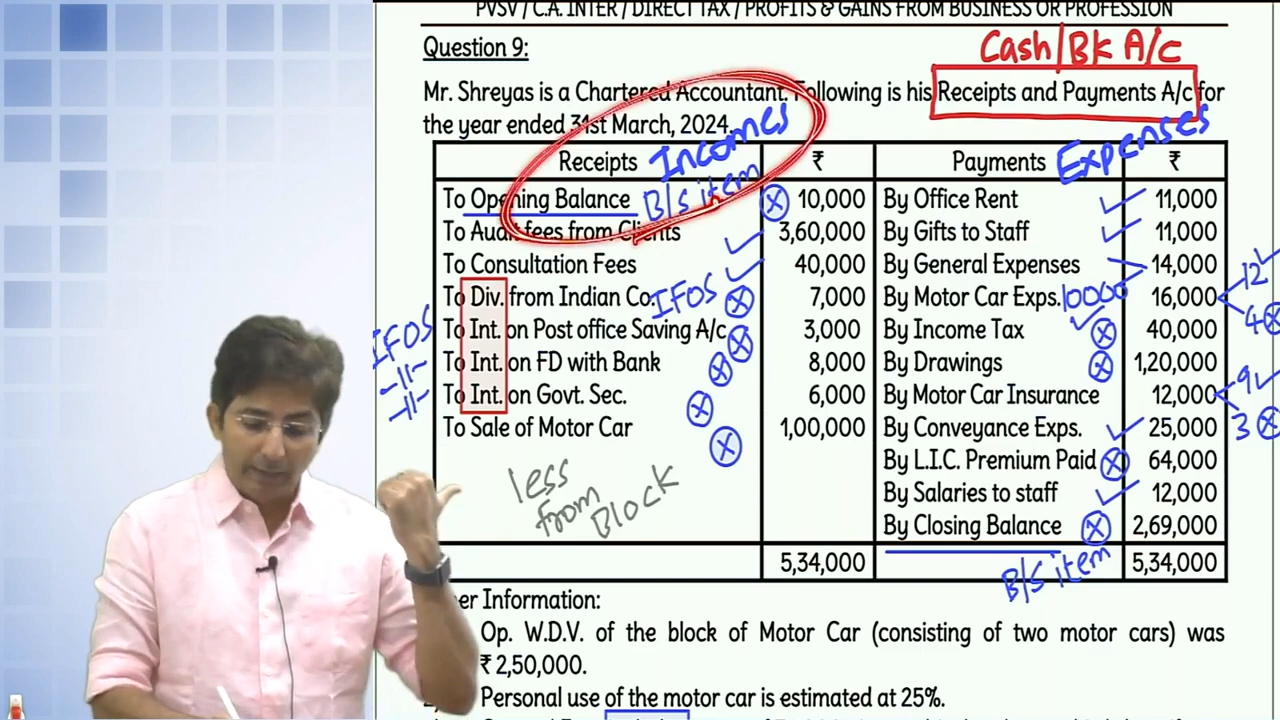 PVSV / C.A. INTER / DIRECT TAX / PROFITS & GAINS FROM BUSINESS OR PROFESSION
Question 9:
Cash/Bk A/c
Mr. Shreyas is a Chartered Accountant. Following is his Receipts and Payments A/c for
the year ended 31st March, 2024.
Receipts Incomes ₹ Payments Expenses ₹
To Opening Balance B/s item 10,000 By Office Rent 11,000
To Audit fees from Clients 3,60,000 By Gifts to Staff 11,000
To Consultation Fees 40,000 By General Expenses 14,000 12
To Div. from Indian Co. IFOS 7,000 By Motor Car Exps. 10000 16,000
IFOS To Int. on Post office Saving A/c 3,000 By Income Tax 40,000 4
-11- To Int. on FD with Bank 8,000 By Drawings 1,20,000
-11- To Int. on Govt. Sec. 6,000 By Motor Car Insurance 12,000 9
To Sale of Motor Car 1,00,000 By Conveyance Exps. 25,000 3
less from Block By L.I.C. Premium Paid 64,000
By Salaries to staff 12,000
By Closing Balance 2,69,000
5,34,000 B/s item 5,34,000
er Information:
Op. W.D.V. of the block of Motor Car (consisting of two motor cars) was
₹ 2,50,000.
Personal use of the motor car is estimated at 25%.